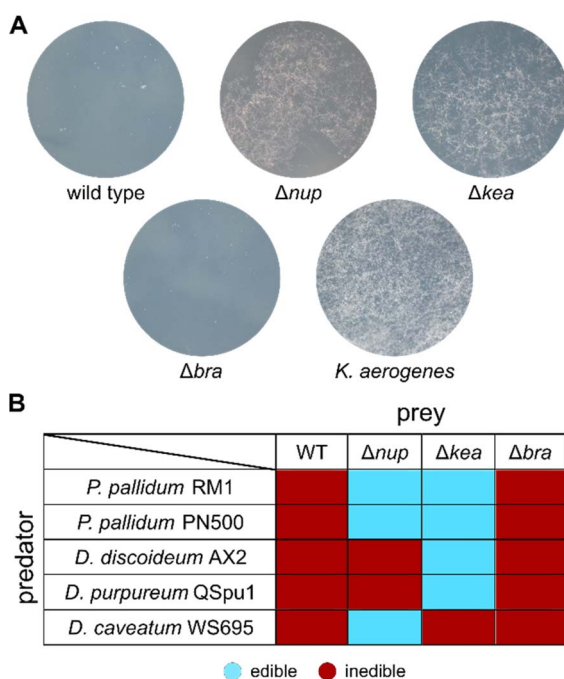 A
wild type
Δnup
Δkea
Δbra
K. aerogenes
B
prey
WT Δnup Δkea Δbra
predator
P. pallidum RM1
P. pallidum PN500
D. discoideum AX2
D. purpureum QSpu1
D. caveatum WS695
edible inedible